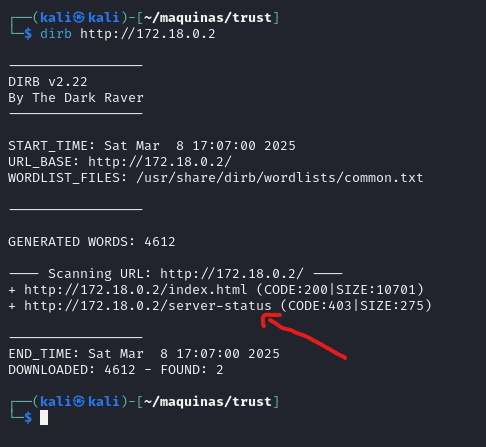 ┌──(kali㉿kali)-[~/maquinas/trust]
└─$ dirb http://172.18.0.2
-----------------
DIRB v2.22
By The Dark Raver
-----------------
START_TIME: Sat Mar  8 17:07:00 2025
URL_BASE: http://172.18.0.2/
WORDLIST_FILES: /usr/share/dirb/wordlists/common.txt
-----------------
GENERATED WORDS: 4612
---- Scanning URL: http://172.18.0.2/ ----
+ http://172.18.0.2/index.html (CODE:200|SIZE:10701)
+ http://172.18.0.2/server-status (CODE:403|SIZE:275)
-----------------
END_TIME: Sat Mar  8 17:07:00 2025
DOWNLOADED: 4612 - FOUND: 2
┌──(kali㉿kali)-[~/maquinas/trust]
└─$